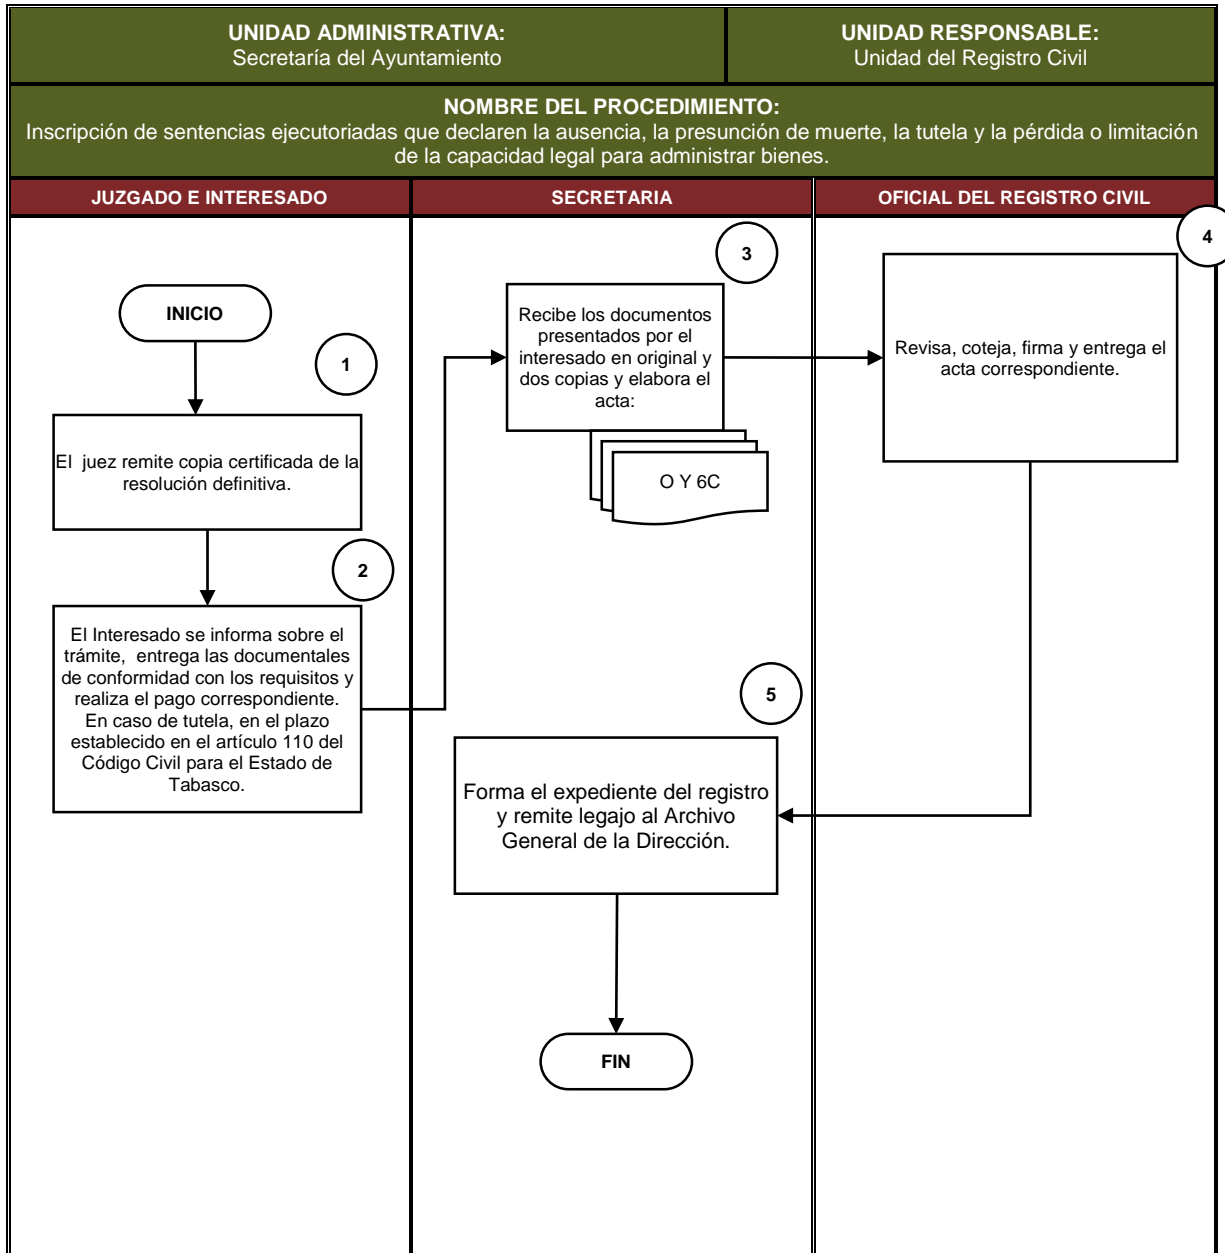 UNIDAD ADMINISTRATIVA:
Secretaría del Ayuntamiento
UNIDAD RESPONSABLE:
Unidad del Registro Civil
NOMBRE DEL PROCEDIMIENTO:
Inscripción de sentencias ejecutoriadas que declaren la ausencia, la presunción de muerte, la tutela y la pérdida o limitación
de la capacidad legal para administrar bienes.
JUZGADO E INTERESADO
SECRETARIA
OFICIAL DEL REGISTRO CIVIL
INICIO
1
El juez remite copia certificada de la
resolución definitiva.
2
El Interesado se informa sobre el
trámite, entrega las documentales
de conformidad con los requisitos y
realiza el pago correspondiente.
En caso de tutela, en el plazo
establecido en el artículo 110 del
Código Civil para el Estado de
Tabasco.
3
Recibe los documentos
presentados por el
interesado en original y
dos copias y elabora el
acta:
O Y 6C
4
Revisa, coteja, firma y entrega el
acta correspondiente.
5
Forma el expediente del registro
y remite legajo al Archivo
General de la Dirección.
FIN